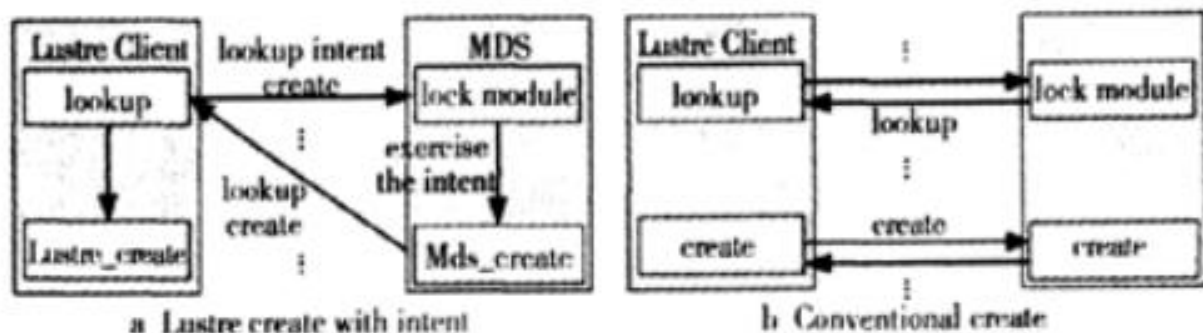 Lustre Client
lookup
Lustre_create
lookup intent
create
lookup
create
MDS
lock module
exercise
the intent
Mds_create
a Lustre create with intent
Lustre Client
lookup
create
lookup
create
lock module
create
b Conventional create